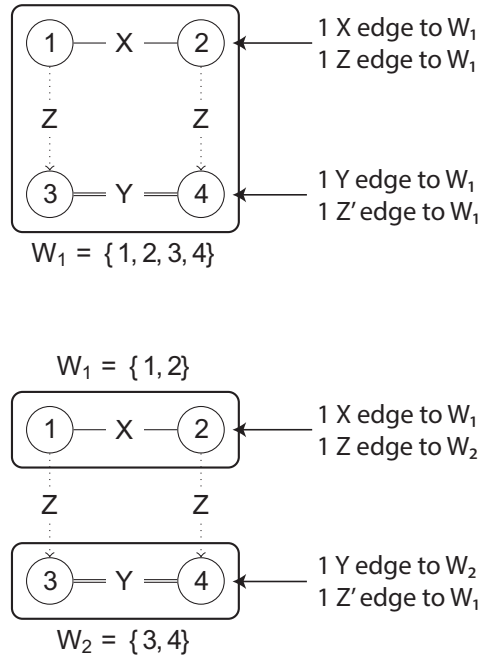 1 X 2
1 X edge to W₁
1 Z edge to W₁
Z Z
3 Y 4
1 Y edge to W₁
1 Z' edge to W₁
W₁ = {1, 2, 3, 4}
W₁ = {1, 2}
1 X 2
1 X edge to W₁
1 Z edge to W₂
Z Z
3 Y 4
1 Y edge to W₂
1 Z' edge to W₁
W₂ = {3, 4}